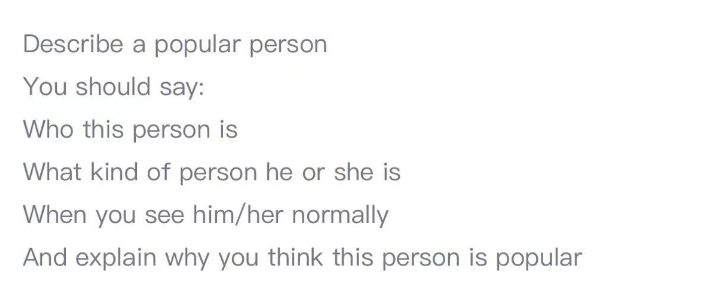 Describe a popular person
You should say:
Who this person is
What kind of person he or she is
When you see him/her normally
And explain why you think this person is popular